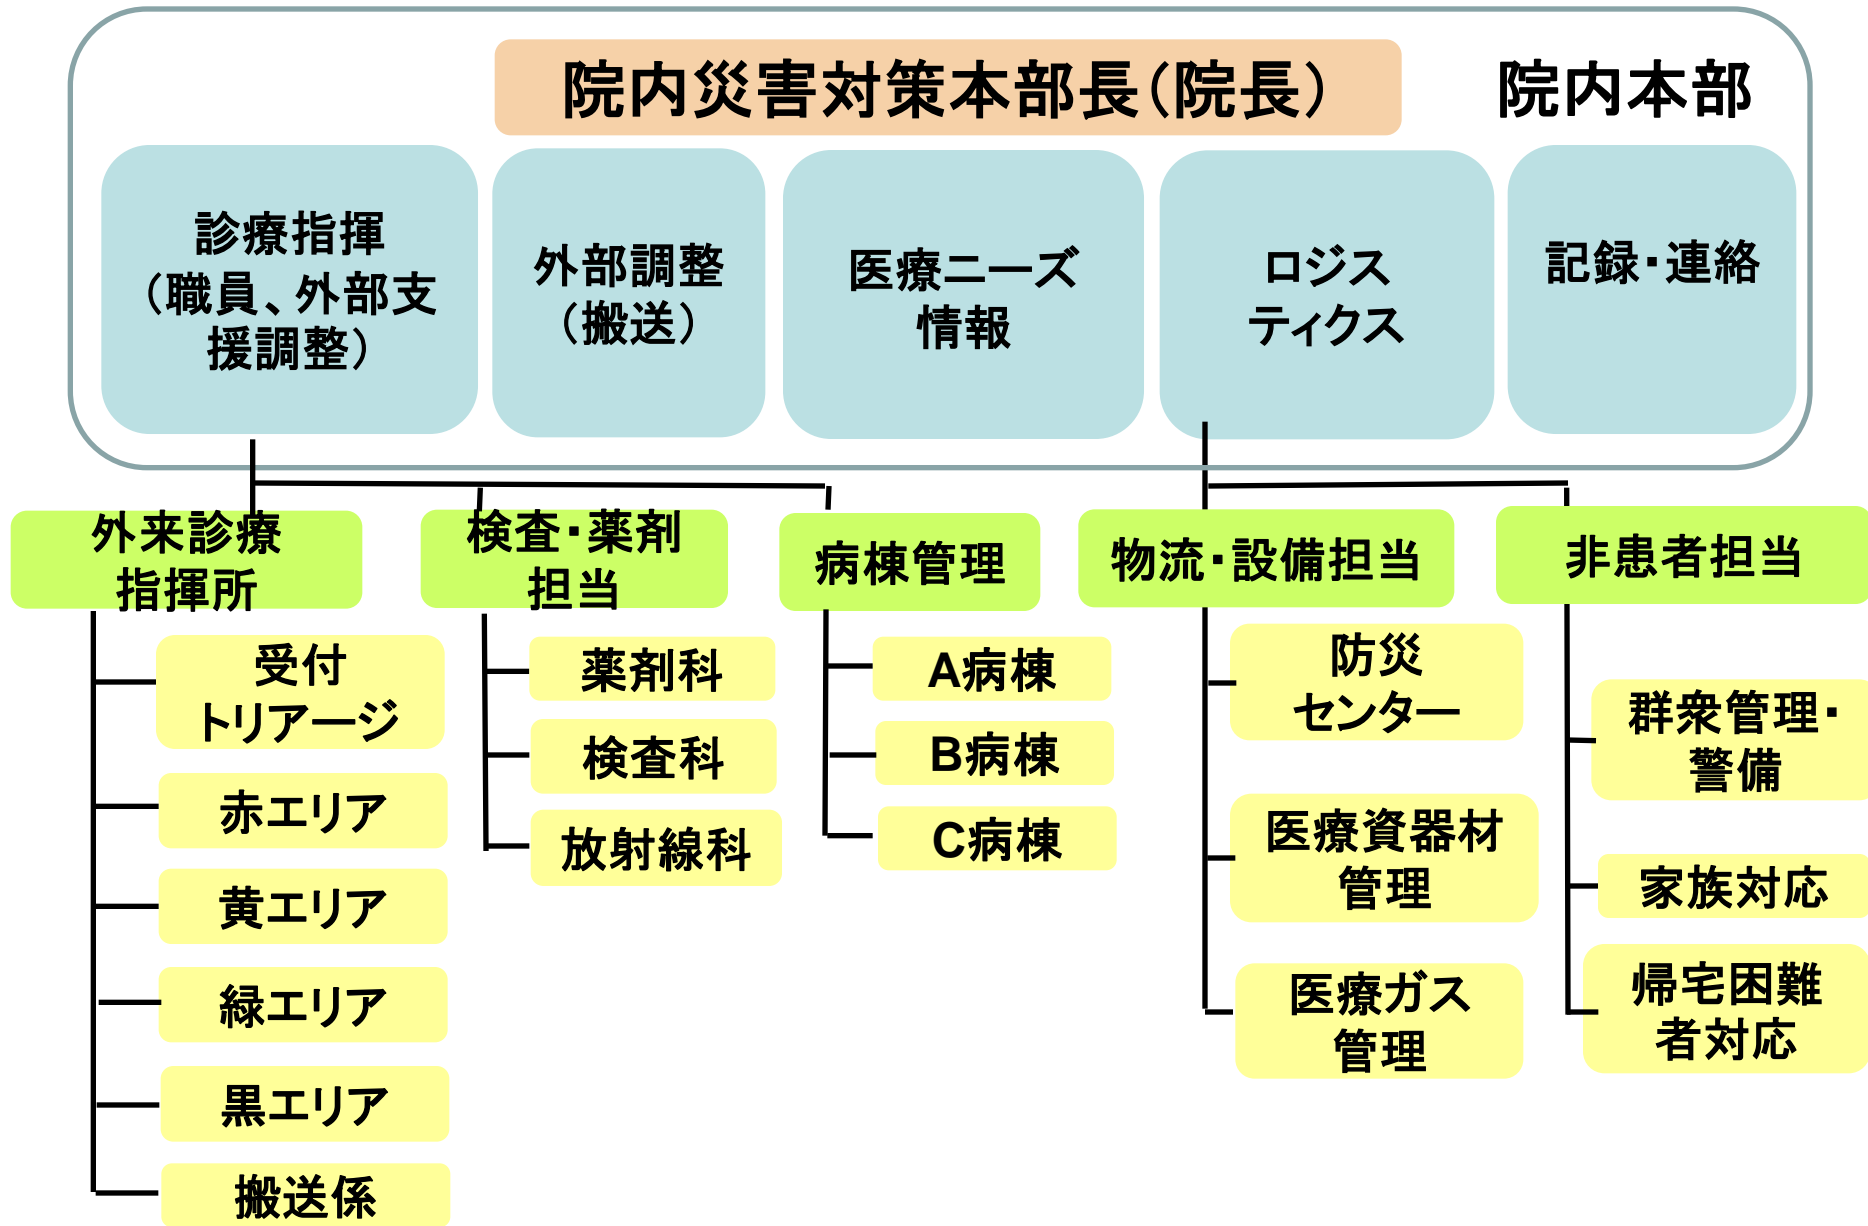 院内災害対策本部長（院長）
院内本部
診療指揮
（職員、外部支
援調整）
外部調整
（搬送）
医療ニーズ
情報
ロジス
ティクス
記録・連絡
外来診療
指揮所
検査・薬剤
担当
病棟管理
物流・設備担当
非患者担当
受付
トリアージ
赤エリア
黄エリア
緑エリア
黒エリア
搬送係
薬剤科
検査科
放射線科
A病棟
B病棟
C病棟
防災
センター
医療資器材
管理
医療ガス
管理
群衆管理・
警備
家族対応
帰宅困難
者対応